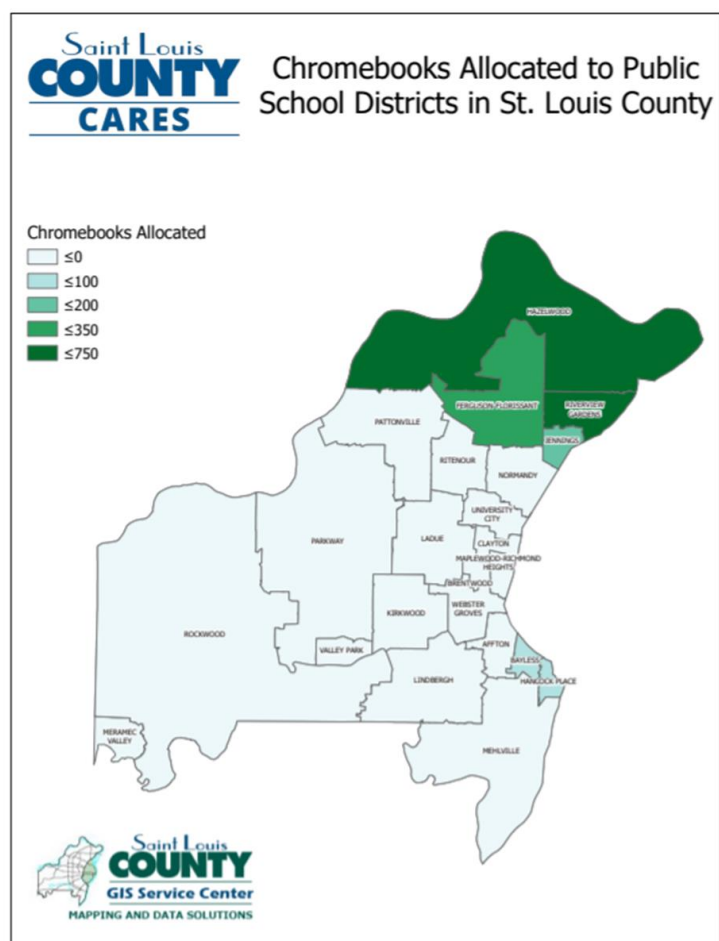 Saint Louis
COUNTY
CARES
Chromebooks Allocated to Public
School Districts in St. Louis County
Chromebooks Allocated
≤0
≤100
≤200
≤350
≤750
HAZELWOOD
FERGUSON-FLORISSANT
RIVERVIEW
GARDENS
JENNINGS
PATTONVILLE
RITENOUR
NORMANDY
UNIVERSITY
CITY
PARKWAY
LADUE
CLAYTON
MAPLEWOOD-RICHMOND
HEIGHTS
BRENTWOOD
WEBSTER
GROVES
KIRKWOOD
ROCKWOOD
VALLEY PARK
AFFTON
BAYLESS
HANCOCK PLACE
LINDBERGH
MERAMEC
VALLEY
MEHLVILLE
Saint Louis
COUNTY
GIS Service Center
MAPPING AND DATA SOLUTIONS